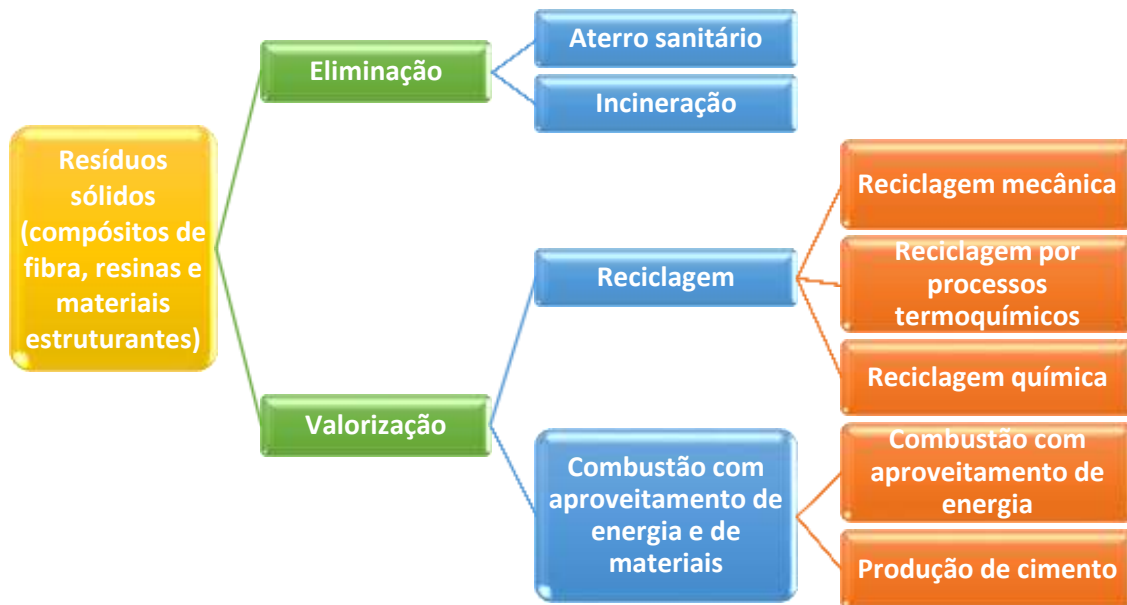 Resíduos
sólidos
(compósitos de
fibra, resinas e
materiais
estruturantes)
Eliminação
Aterro sanitário
Incineração
Valorização
Reciclagem
Reciclagem mecânica
Reciclagem por
processos
termoquímicos
Reciclagem química
Combustão com
aproveitamento de
energia e de
materiais
Combustão com
aproveitamento de
energia
Produção de cimento